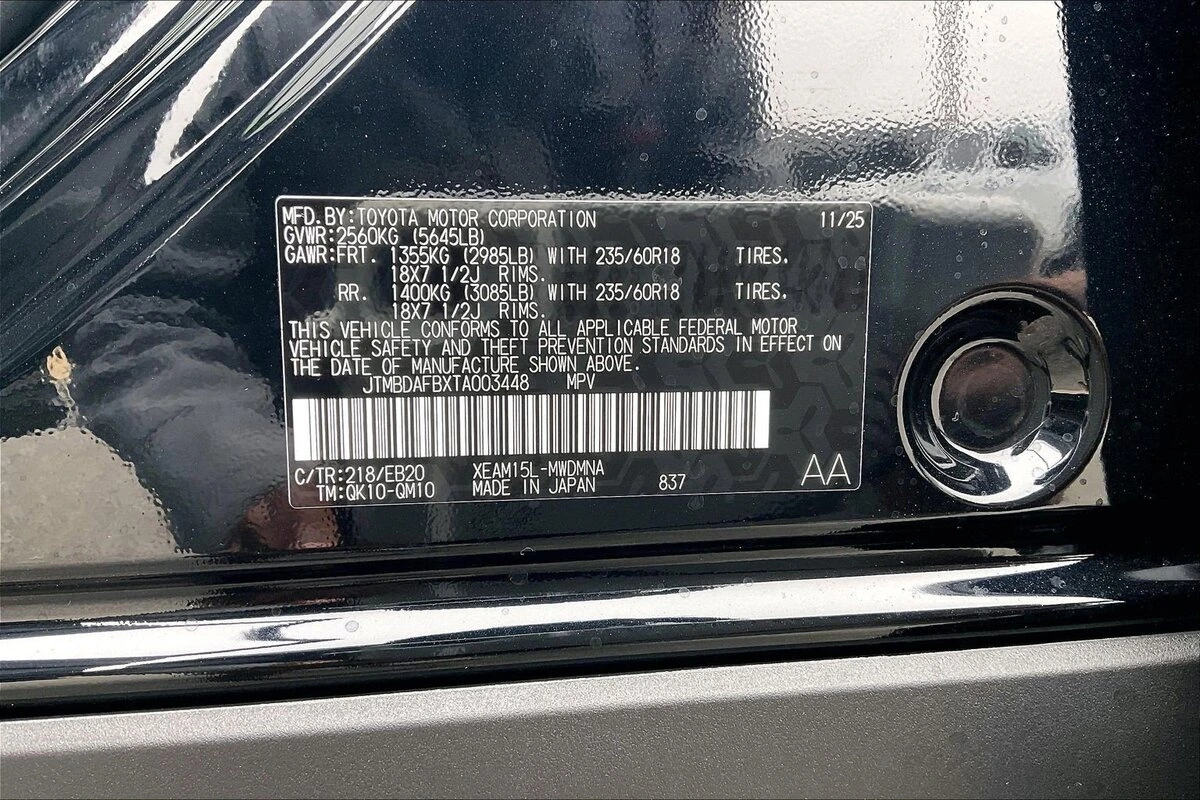 MFD.BY:TOYOTA MOTOR CORPORATION 11/25
GVWR:2560KG (5645LB)
GAWR:FRT. 1355KG (2985LB) WITH 235/60R18 TIRES.
18X7 1/2J RIMS.
RR. 1400KG (3085LB) WITH 235/60R18 TIRES.
18X7 1/2J RIMS.
THIS VEHICLE CONFORMS TO ALL APPLICABLE FEDERAL MOTOR
VEHICLE SAFETY AND THEFT PREVENTION STANDARDS IN EFFECT ON
THE DATE OF MANUFACTURE SHOWN ABOVE.
JTMBDAFBXTA003448 MPV
C/TR:218/EB20 XEAM15L-MWDMNA
TM:QK10-QM10 MADE IN JAPAN 837 AA